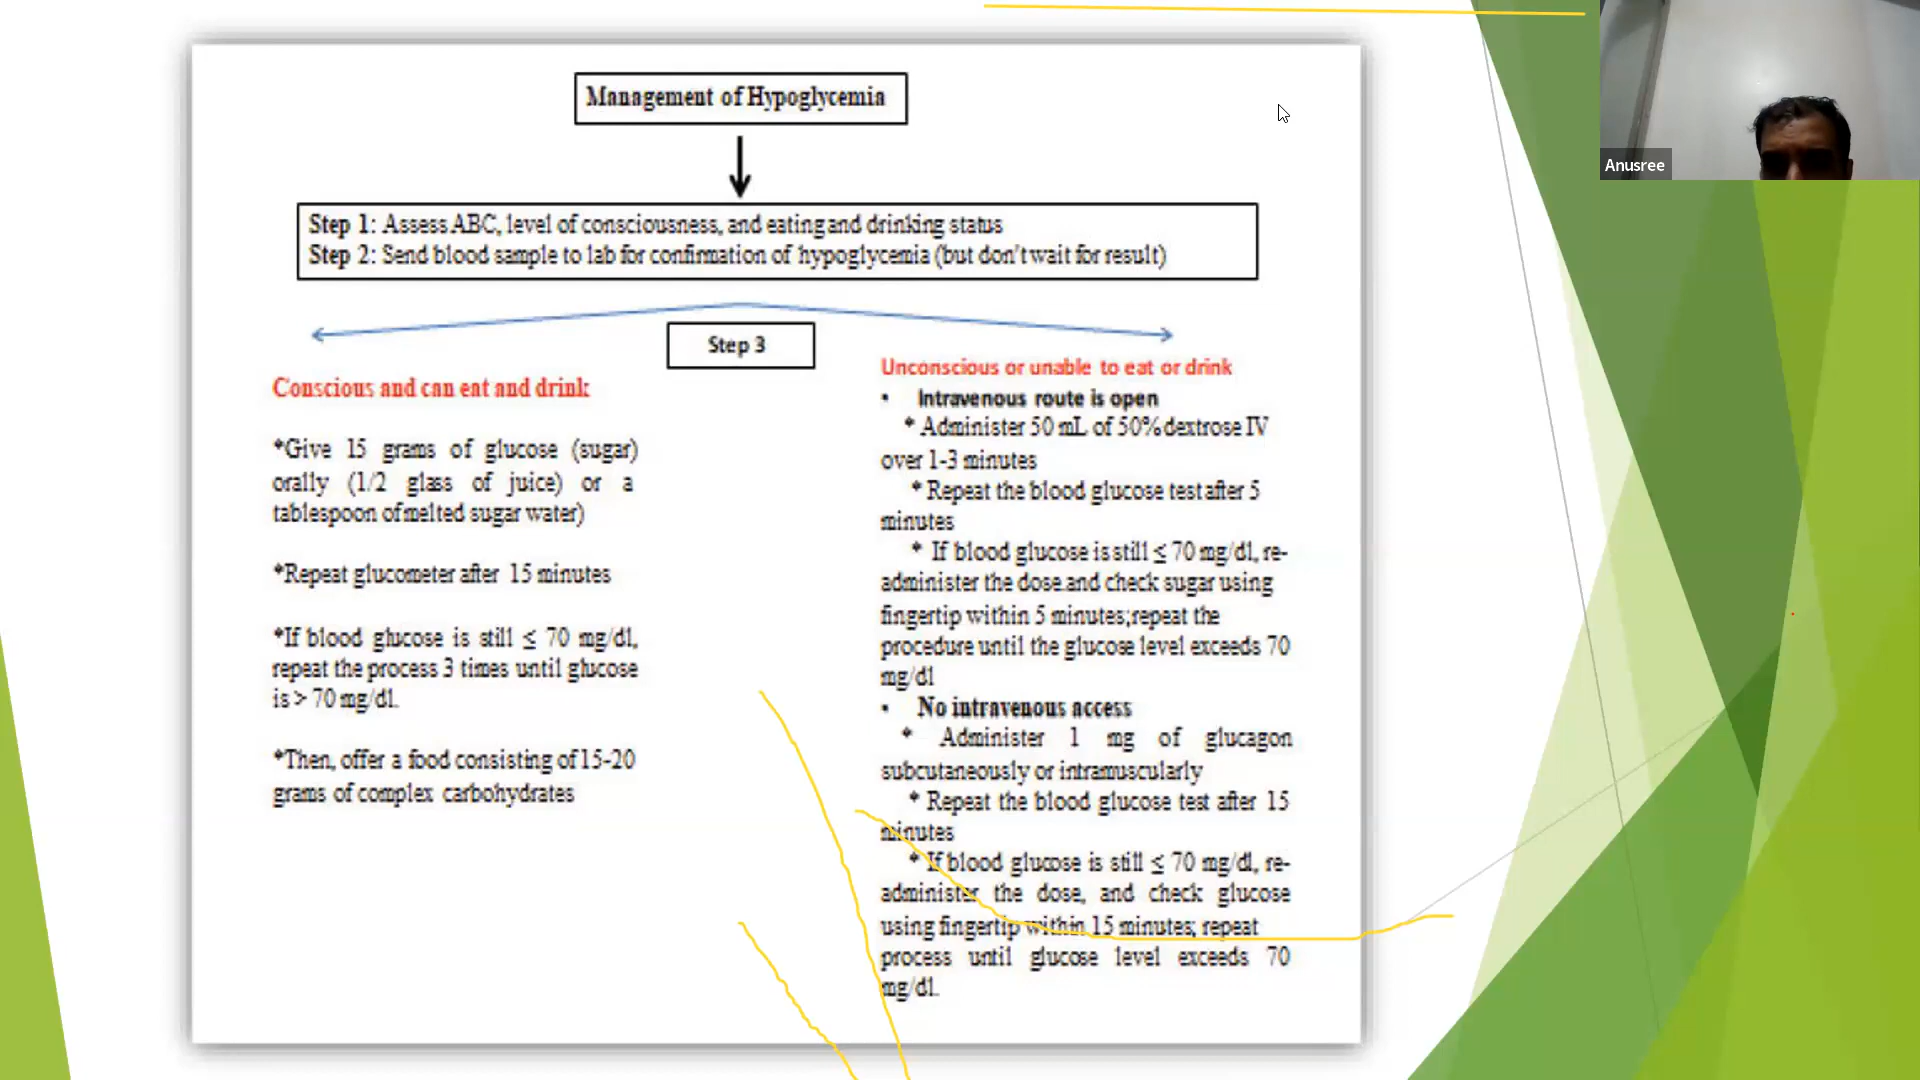 Management of Hypoglycemia
Step 1: Assess ABC, level of consciousness, and eating and drinking status
Step 2: Send blood sample to lab for confirmation of hypoglycemia (but don't wait for result)
Step 3
Conscious and can eat and drink
*Give 15 grams of glucose (sugar)
orally (1/2 glass of juice) or a
tablespoon of melted sugar water)
*Repeat glucometer after 15 minutes
*If blood glucose is still ≤ 70 mg/dl,
repeat the process 3 times until glucose
is > 70 mg/dl.
*Then, offer a food consisting of 15-20
grams of complex carbohydrates
Unconscious or unable to eat or drink
• Intravenous route is open
* Administer 50 mL of 50% dextrose IV
over 1-3 minutes
* Repeat the blood glucose test after 5
minutes
* If blood glucose is still ≤ 70 mg/dl, re-
administer the dose and check sugar using
fingertip within 5 minutes; repeat the
procedure until the glucose level exceeds 70
mg/dl
• No intravenous access
* Administer 1 mg of glucagon
subcutaneously or intramuscularly
* Repeat the blood glucose test after 15
minutes
* If blood glucose is still ≤ 70 mg/dl, re-
administer the dose, and check glucose
using fingertip within 15 minutes; repeat
process until glucose level exceeds 70
mg/dl.
Anusree